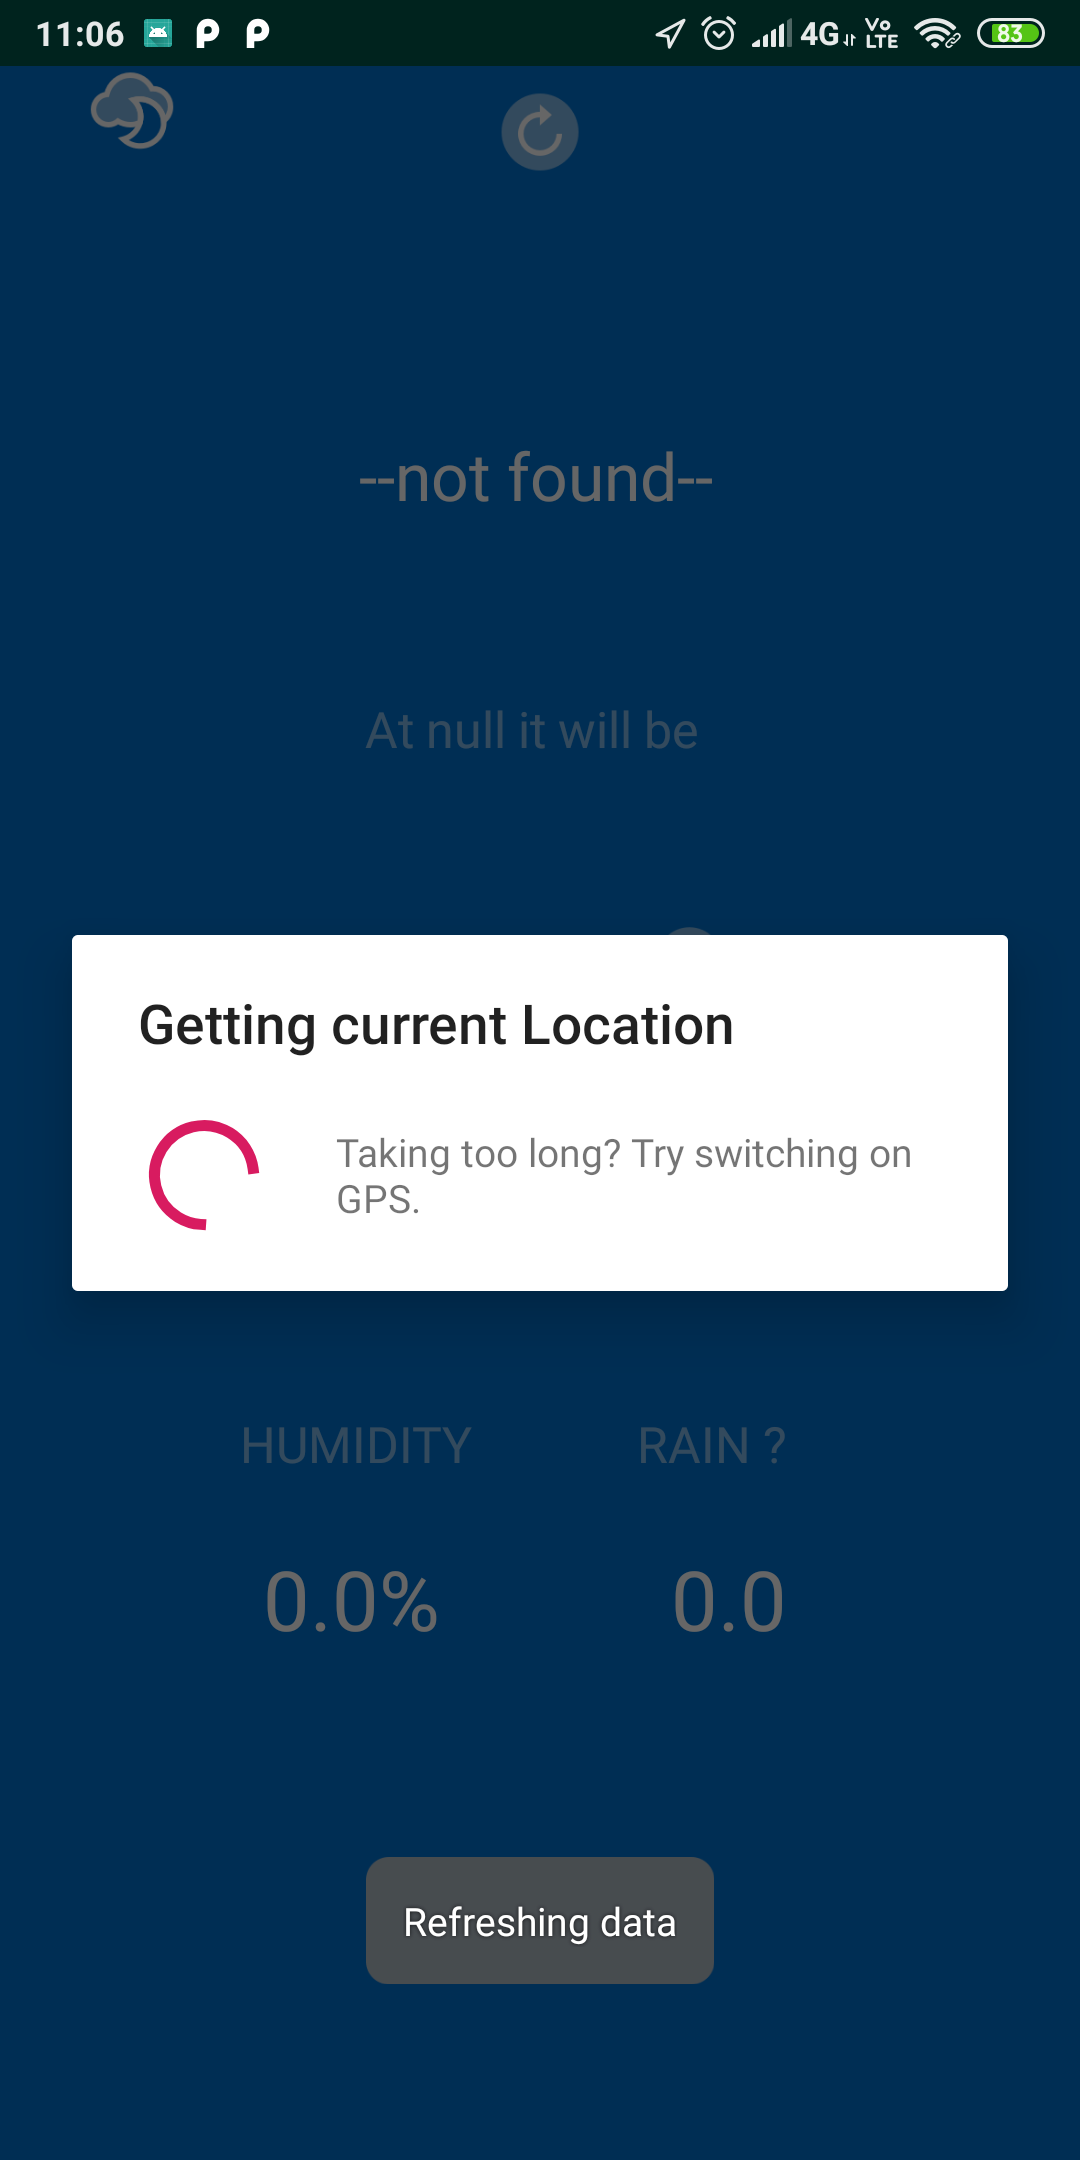 11:06
4G
Vo
LTE
83
--not found--
At null it will be
Getting current Location
Taking too long? Try switching on
GPS.
HUMIDITY RAIN ?
0.0% 0.0
Refreshing data